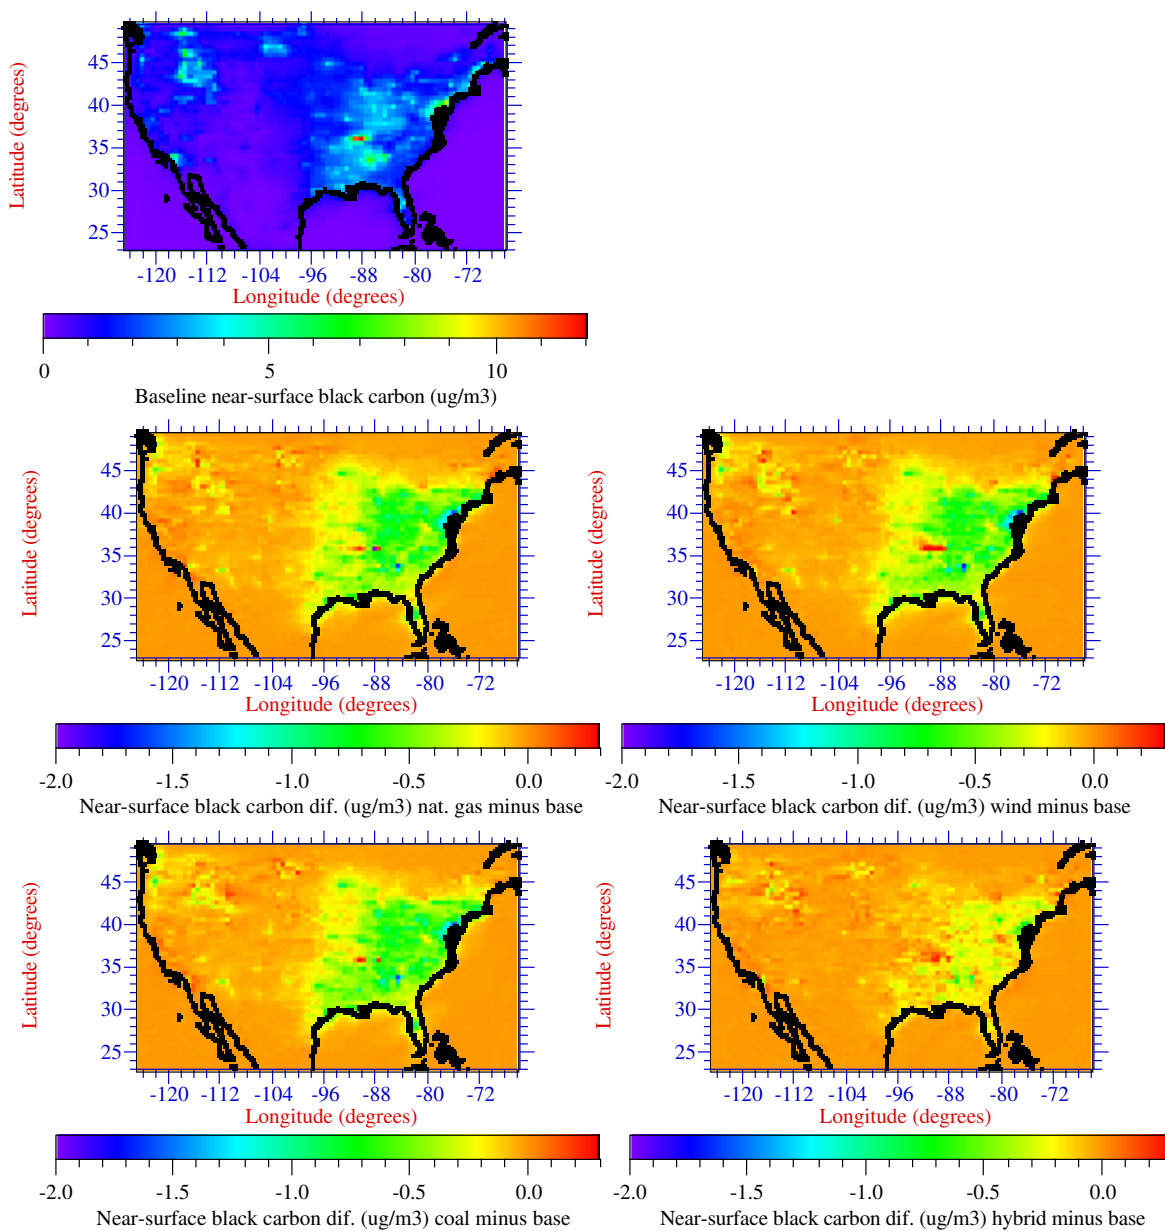 45
40
35
30
25
Latitude (degrees)
-120 -112 -104 -96 -88 -80 -72
Longitude (degrees)
0 5 10
Baseline near-surface black carbon (ug/m3)
45
40
35
30
25
Latitude (degrees)
-120 -112 -104 -96 -88 -80 -72
Longitude (degrees)
-2.0 -1.5 -1.0 -0.5 0.0
Near-surface black carbon dif. (ug/m3) nat. gas minus base
45
40
35
30
25
Latitude (degrees)
-120 -112 -104 -96 -88 -80 -72
Longitude (degrees)
-2.0 -1.5 -1.0 -0.5 0.0
Near-surface black carbon dif. (ug/m3) wind minus base
45
40
35
30
25
Latitude (degrees)
-120 -112 -104 -96 -88 -80 -72
Longitude (degrees)
-2.0 -1.5 -1.0 -0.5 0.0
Near-surface black carbon dif. (ug/m3) coal minus base
45
40
35
30
25
Latitude (degrees)
-120 -112 -104 -96 -88 -80 -72
Longitude (degrees)
-2.0 -1.5 -1.0 -0.5 0.0
Near-surface black carbon dif. (ug/m3) hybrid minus base